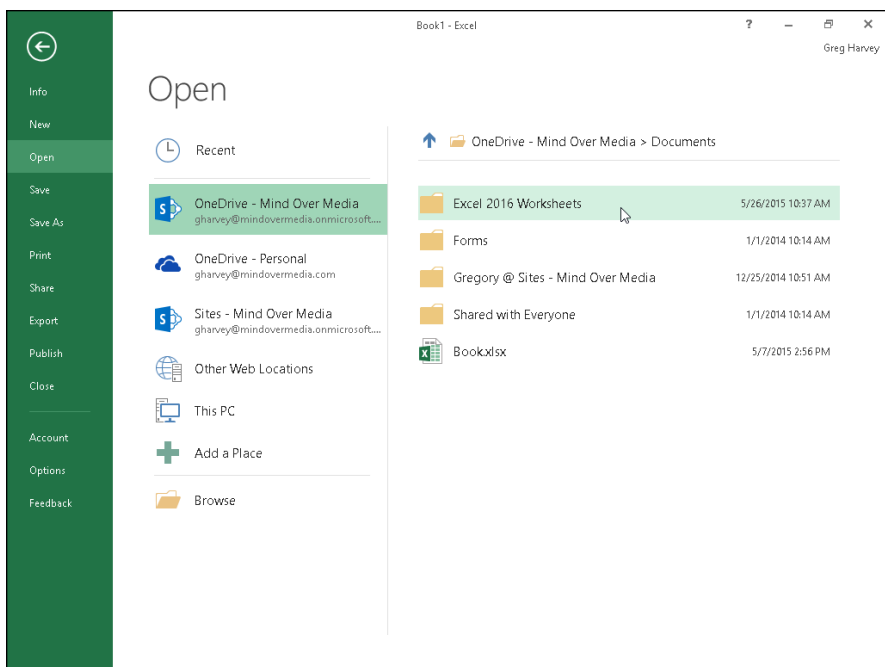 Book1 - Excel
?
Greg Harvey
Info
New
Open
Save
Save As
Print
Share
Export
Publish
Close
Account
Options
Feedback
Open
Recent
OneDrive - Mind Over Media
gharvey@mindovermedia.onmicrosoft....
OneDrive - Personal
gharvey@mindovermedia.com
Sites - Mind Over Media
gharvey@mindovermedia.onmicrosoft....
Other Web Locations
This PC
Add a Place
Browse
OneDrive - Mind Over Media > Documents
Excel 2016 Worksheets 5/26/2015 10:37 AM
Forms 1/1/2014 10:14 AM
Gregory @ Sites - Mind Over Media 12/25/2014 10:51 AM
Shared with Everyone 1/1/2014 10:14 AM
Book.xlsx 5/7/2015 2:56 PM